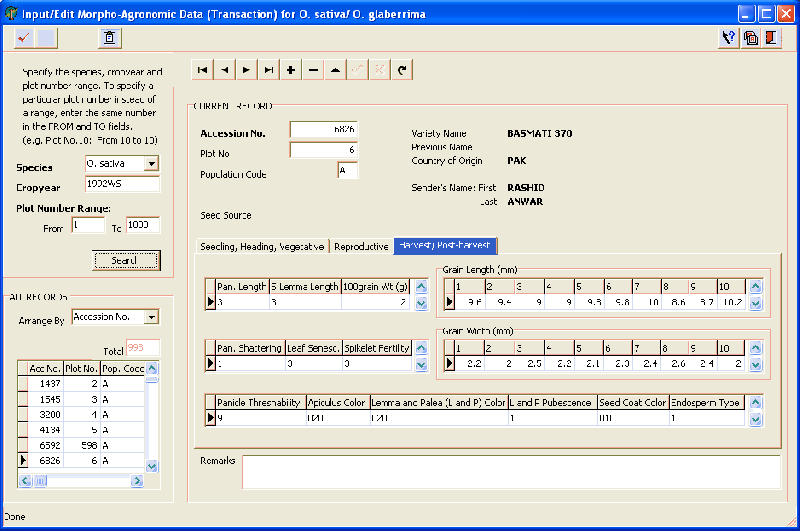 Input/Edit Morpho-Agronomic Data (Transaction) for O. sativa/ O. glaberrima
Specify the species, cropyear and
plot number range. To specify a
particular plot number instead of
a range, enter the same number
in the FROM and TO fields.
(e.g. Plot No.10: From 10 to 10)
Species O. sativa
Cropyear 1992WS
Plot Number Range:
From 1 To 1000
Search
ALL RECORDS
Arrange By Accession No.
Total 998
Acc No. Plot No. Pop. Code
1437 2 A
1545 3 A
3200 4 A
4134 5 A
6592 598 A
6826 6 A
CURRENT RECORD
Accession No. 6826
Plot No 6
Population Code A
Seed Source
Variety Name BASMATI 370
Previous Name
Country of Origin PAK
Sender's Name: First RASHID
Last ANWAR
Seedling, Heading, Vegetative Reproductive Harvest/Post-harvest
Pan. Length S Lemma Length 100grain Wt (g)
3 3 2
Grain Length (mm)
1 2 3 4 5 6 7 8 9 10
9.6 9.4 9 9 9.3 9.8 10 8.6 8.7 10.2
Pan. Shattering Leaf Senesc. Spikelet Fertilty
1 3 3
Grain Width (mm)
1 2 3 4 5 6 7 8 9 10
2.2 2 2.5 2.2 2.1 2.3 2.4 2.6 2.4 2
Panicle Threshability Apiculus Color Lemma and Palea (L and P) Color L and P Pubescence Seed Coat Color Endosperm Type
9 020 020 1 010 1
Remarks
Done